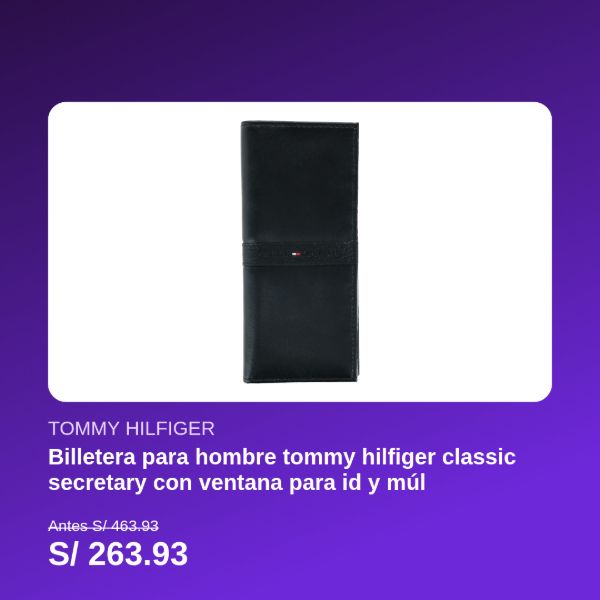 TOMMY HILFIGER
Billetera para hombre tommy hilfiger classic
secretary con ventana para id y múl
Antes S/ 463.93
S/ 263.93